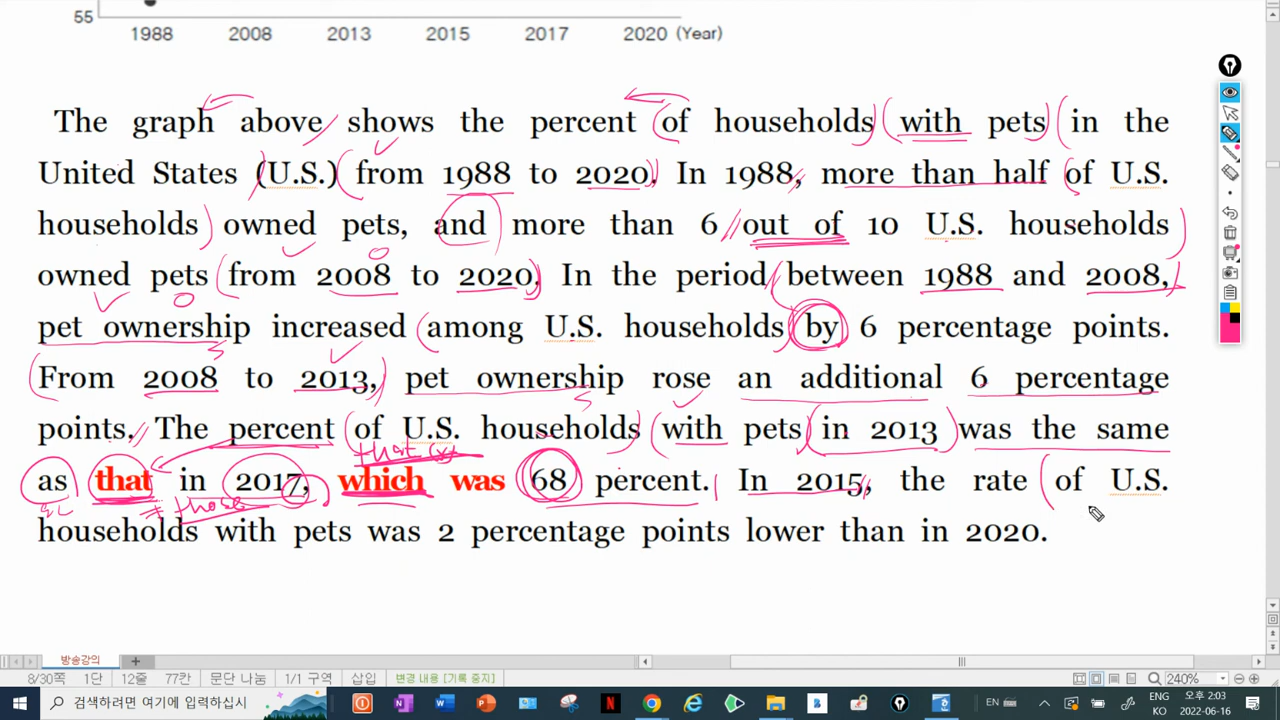 55
1988 2008 2013 2015 2017 2020 (Year)
The graph above shows the percent of households with pets in the
United States (U.S.) from 1988 to 2020. In 1988, more than half of U.S.
households owned pets, and more than 6 out of 10 U.S. households
owned pets from 2008 to 2020. In the period between 1988 and 2008,
pet ownership increased among U.S. households by 6 percentage points.
From 2008 to 2013, pet ownership rose an additional 6 percentage
points. The percent of U.S. households with pets in 2013 was the same
that (x)
as that in 2017, which was 68 percent. In 2015, the rate of U.S.
≠ those
households with pets was 2 percentage points lower than in 2020.
방송강의
8/30쪽 1단 12줄 77칸 문단 나눔 1/1 구역 삽입 변경 내용 [기록 중지] 240%
검색하려면 여기에 입력하십시 EN ENG 오후 2:03
KO 2022-06-16